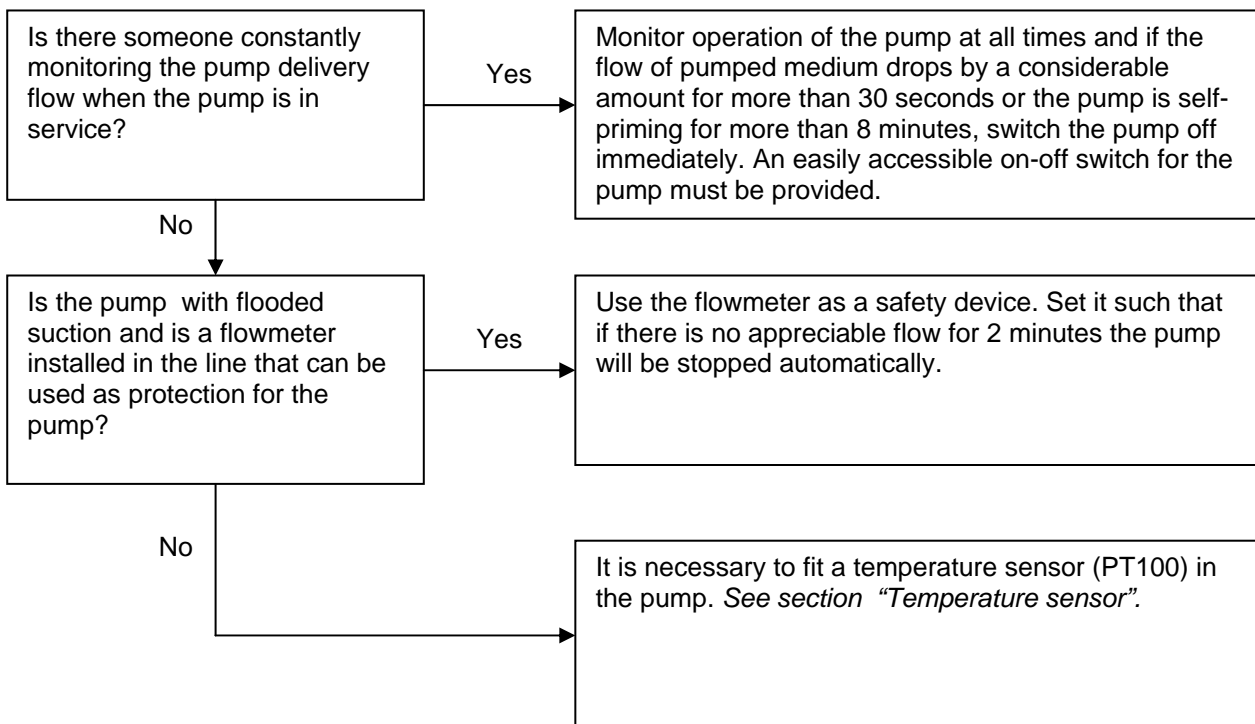 Is there someone constantly
monitoring the pump delivery
flow when the pump is in
service?
Yes
Monitor operation of the pump at all times and if the
flow of pumped medium drops by a considerable
amount for more than 30 seconds or the pump is self-
priming for more than 8 minutes, switch the pump off
immediately. An easily accessible on-off switch for the
pump must be provided.
No
Is the pump with flooded
suction and is a flowmeter
installed in the line that can be
used as protection for the
pump?
Yes
Use the flowmeter as a safety device. Set it such that
if there is no appreciable flow for 2 minutes the pump
will be stopped automatically.
No
It is necessary to fit a temperature sensor (PT100) in
the pump. See section “Temperature sensor”.